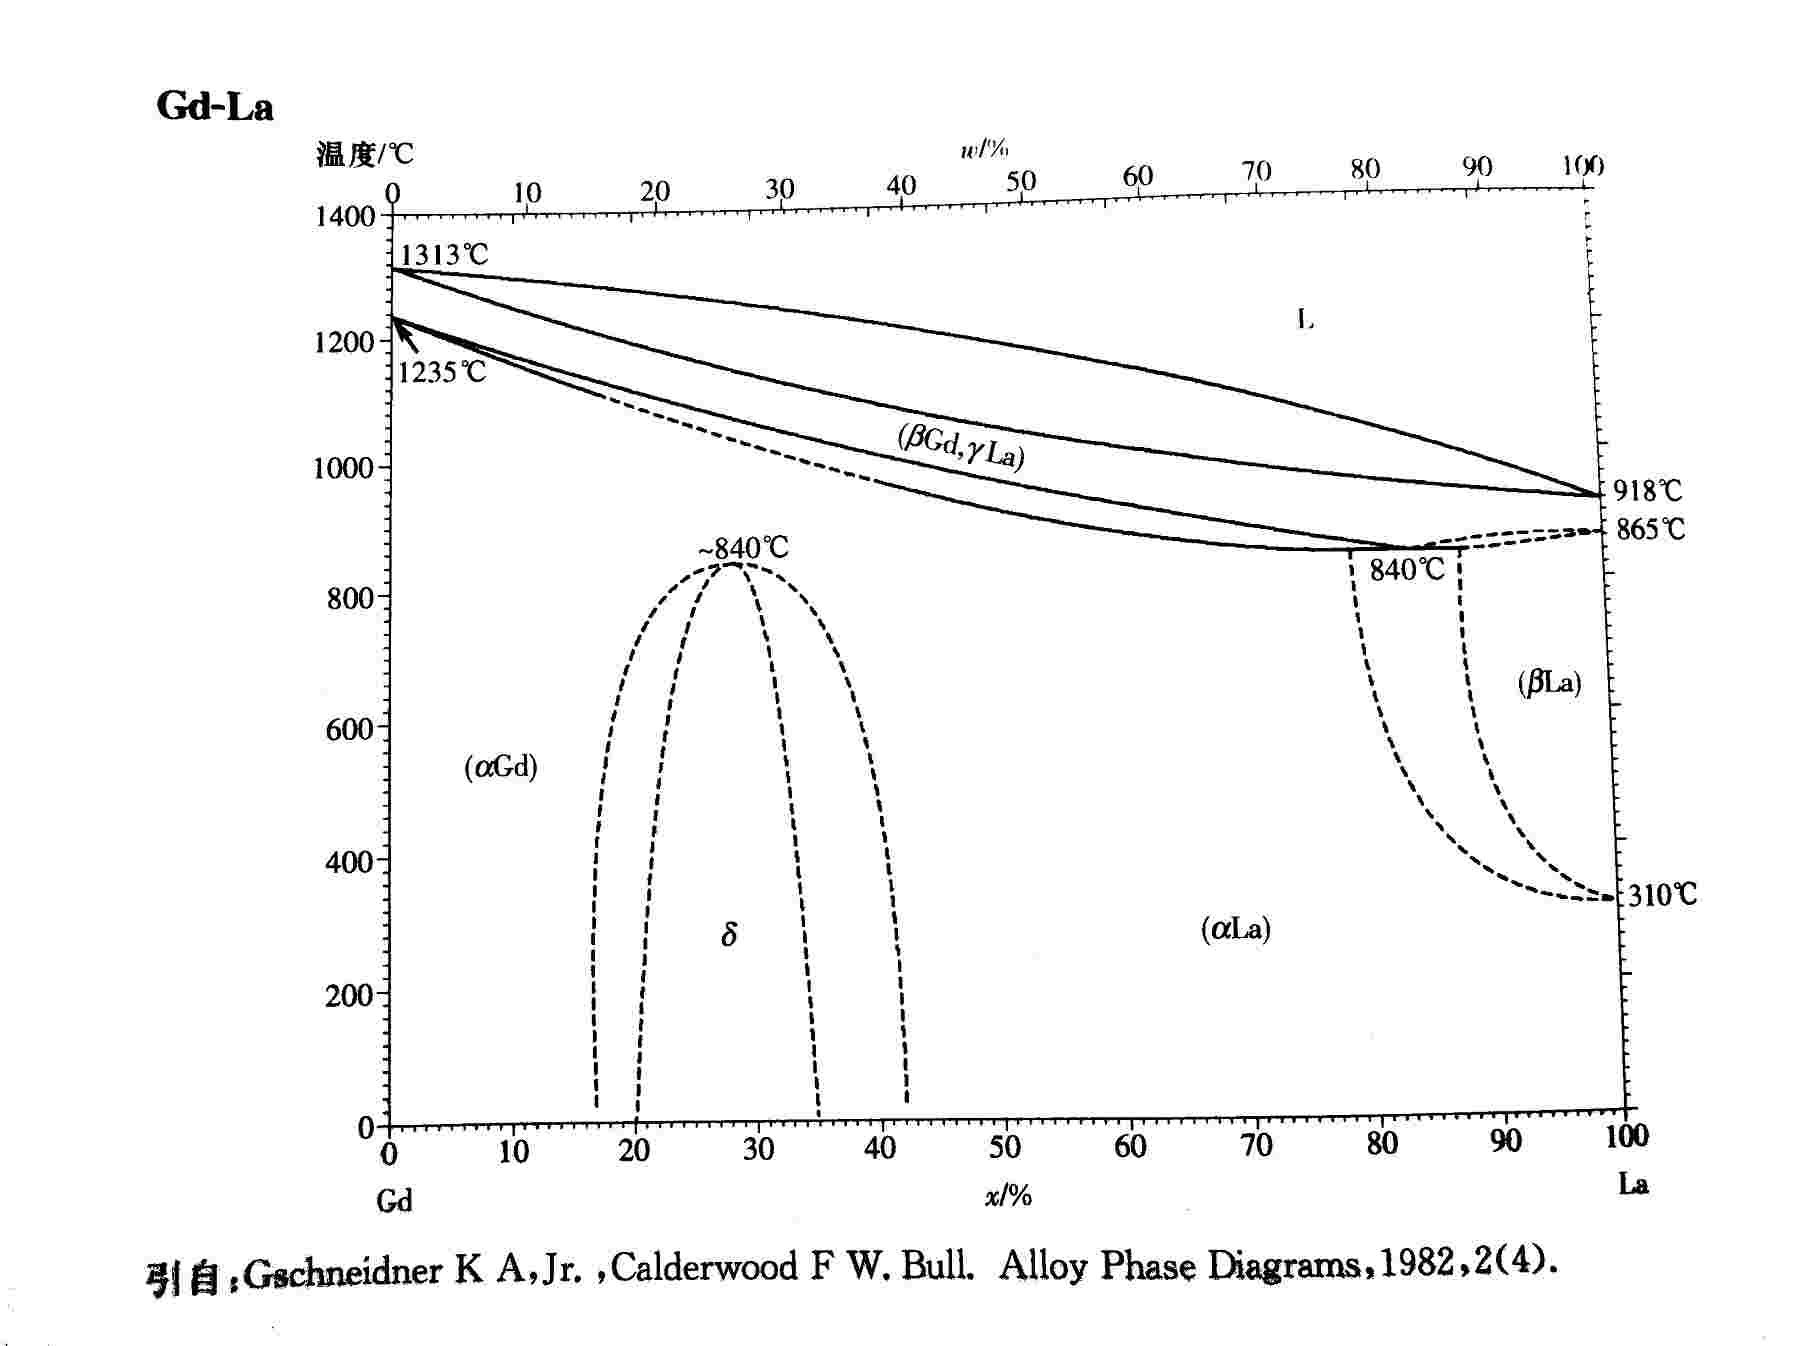 Gd-La
温度/℃
w/%
0 10 20 30 40 50 60 70 80 90 100
1400
1313℃
L
1200
1235℃
(βGd,γLa)
1000
918℃
865℃
~840℃
840℃
800
(βLa)
600
(αGd)
400
310℃
δ
(αLa)
200
0
0 10 20 30 40 50 60 70 80 90 100
Gd
x/%
La
引自:Gschneidner K A,Jr. ,Calderwood F W. Bull. Alloy Phase Diagrams,1982,2(4).